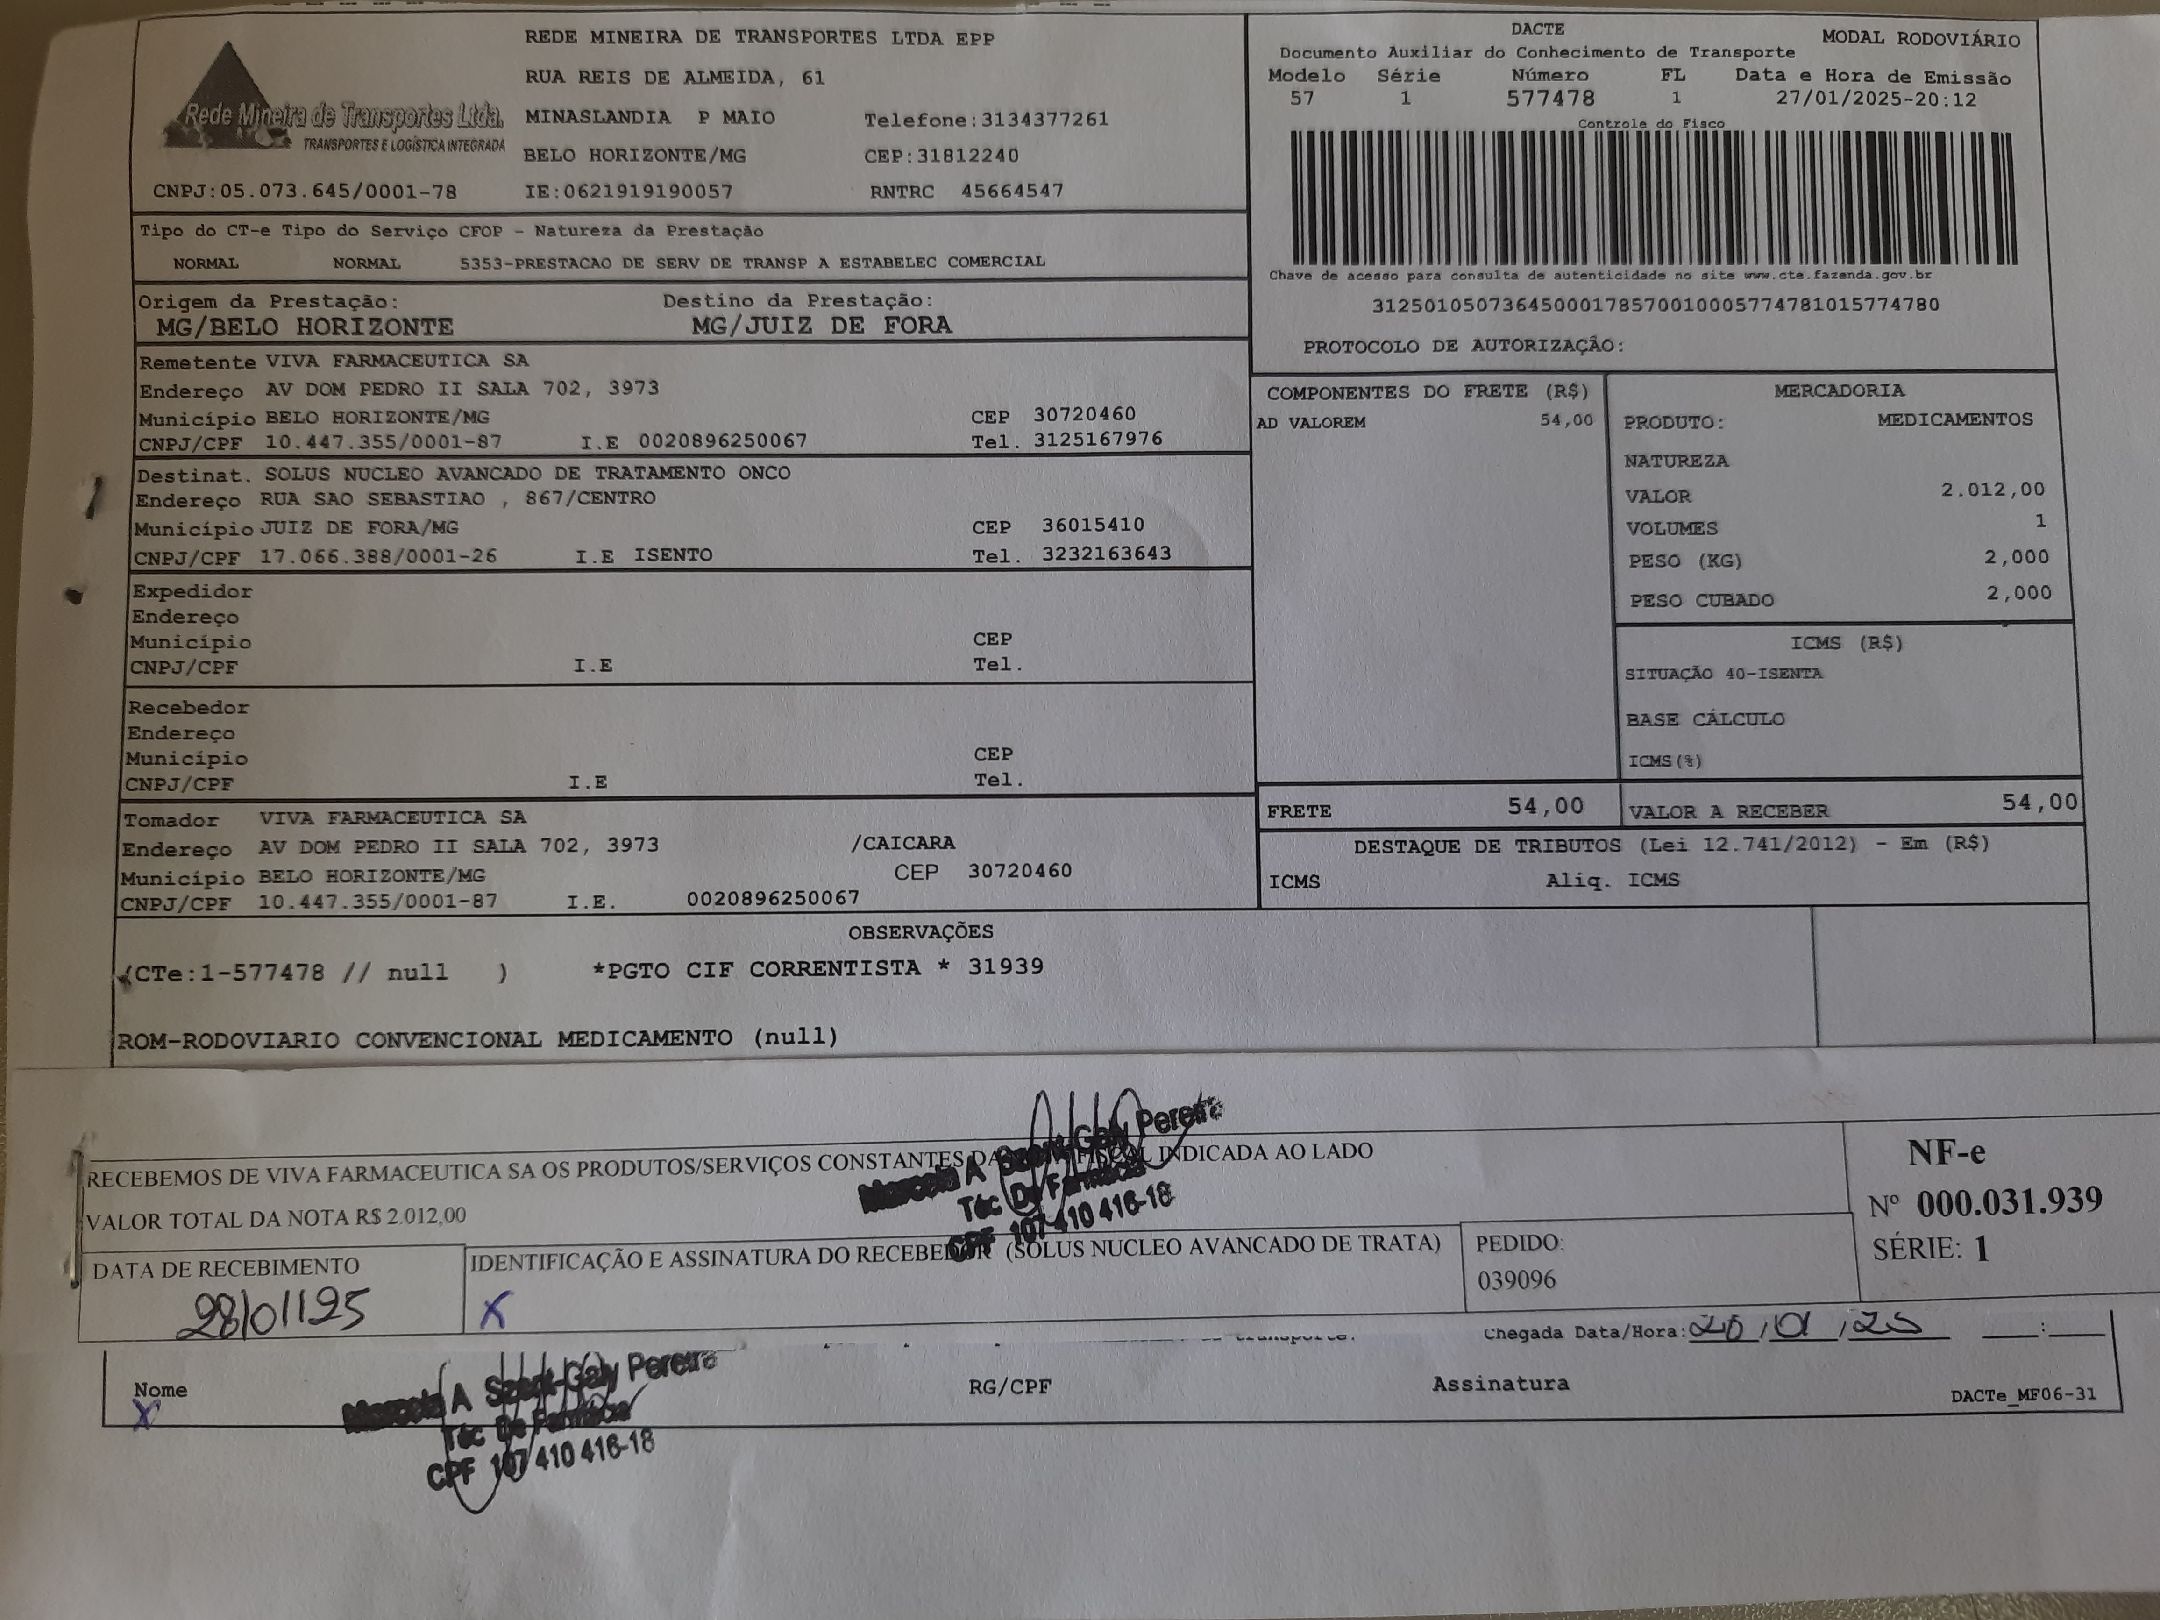 Rede Mineira de Transportes Ltda.
TRANSPORTES E LOGÍSTICA INTEGRADA
REDE MINEIRA DE TRANSPORTES LTDA EPP
RUA REIS DE ALMEIDA, 61
MINASLANDIA P MAIO Telefone:3134377261
BELO HORIZONTE/MG CEP:31812240
CNPJ:05.073.645/0001-78 IE:0621919190057 RNTRC 45664547
DACTE
Documento Auxiliar do Conhecimento de Transporte MODAL RODOVIÁRIO
Modelo Série Número FL Data e Hora de Emissão
57 1 577478 1 27/01/2025-20:12
Controle do Fisco
Chave de acesso para consulta de autenticidade no site www.cte.fazenda.gov.br
31250105073645000178570010005774781015774780
PROTOCOLO DE AUTORIZAÇÃO:
Tipo do CT-e Tipo do Serviço CFOP - Natureza da Prestação
NORMAL NORMAL 5353-PRESTACAO DE SERV DE TRANSP A ESTABELEC COMERCIAL
Origem da Prestação: Destino da Prestação:
MG/BELO HORIZONTE MG/JUIZ DE FORA
Remetente VIVA FARMACEUTICA SA
Endereço AV DOM PEDRO II SALA 702, 3973
Município BELO HORIZONTE/MG CEP 30720460
CNPJ/CPF 10.447.355/0001-87 I.E 0020896250067 Tel. 3125167976
Destinat. SOLUS NUCLEO AVANCADO DE TRATAMENTO ONCO
Endereço RUA SAO SEBASTIAO , 867/CENTRO
Município JUIZ DE FORA/MG CEP 36015410
CNPJ/CPF 17.066.388/0001-26 I.E ISENTO Tel. 3232163643
Expedidor
Endereço
Município CEP
CNPJ/CPF I.E Tel.
Recebedor
Endereço
Município CEP
CNPJ/CPF I.E Tel.
Tomador VIVA FARMACEUTICA SA
Endereço AV DOM PEDRO II SALA 702, 3973 /CAICARA
Município BELO HORIZONTE/MG CEP 30720460
CNPJ/CPF 10.447.355/0001-87 I.E. 0020896250067
COMPONENTES DO FRETE (R$)
AD VALOREM 54,00
MERCADORIA
PRODUTO: MEDICAMENTOS
NATUREZA
VALOR 2.012,00
VOLUMES 1
PESO (KG) 2,000
PESO CUBADO 2,000
ICMS (R$)
SITUAÇÃO 40-ISENTA
BASE CÁLCULO
ICMS(%)
FRETE 54,00 VALOR A RECEBER 54,00
DESTAQUE DE TRIBUTOS (Lei 12.741/2012) - Em (R$)
ICMS Aliq. ICMS
OBSERVAÇÕES
(CTe:1-577478 // null ) *PGTO CIF CORRENTISTA * 31939
ROM-RODOVIARIO CONVENCIONAL MEDICAMENTO (null)
RECEBEMOS DE VIVA FARMACEUTICA SA OS PRODUTOS/SERVIÇOS CONSTANTES DA FISCAL INDICADA AO LADO
VALOR TOTAL DA NOTA R$ 2.012,00
A Szent-Galy Pereira
Téc De Farmácia
CPF 107 410 416-18
NF-e
Nº 000.031.939
SÉRIE: 1
DATA DE RECEBIMENTO
28/01/25
IDENTIFICAÇÃO E ASSINATURA DO RECEBEDOR (SOLUS NUCLEO AVANCADO DE TRATA)
X
PEDIDO:
039096
transporte.
Chegada Data/Hora: /01/25 :
Nome RG/CPF Assinatura
X
DACTe_MF06-31
A Szent-Galy Pereira
Téc De Farmácia
CPF 107 410 416-18